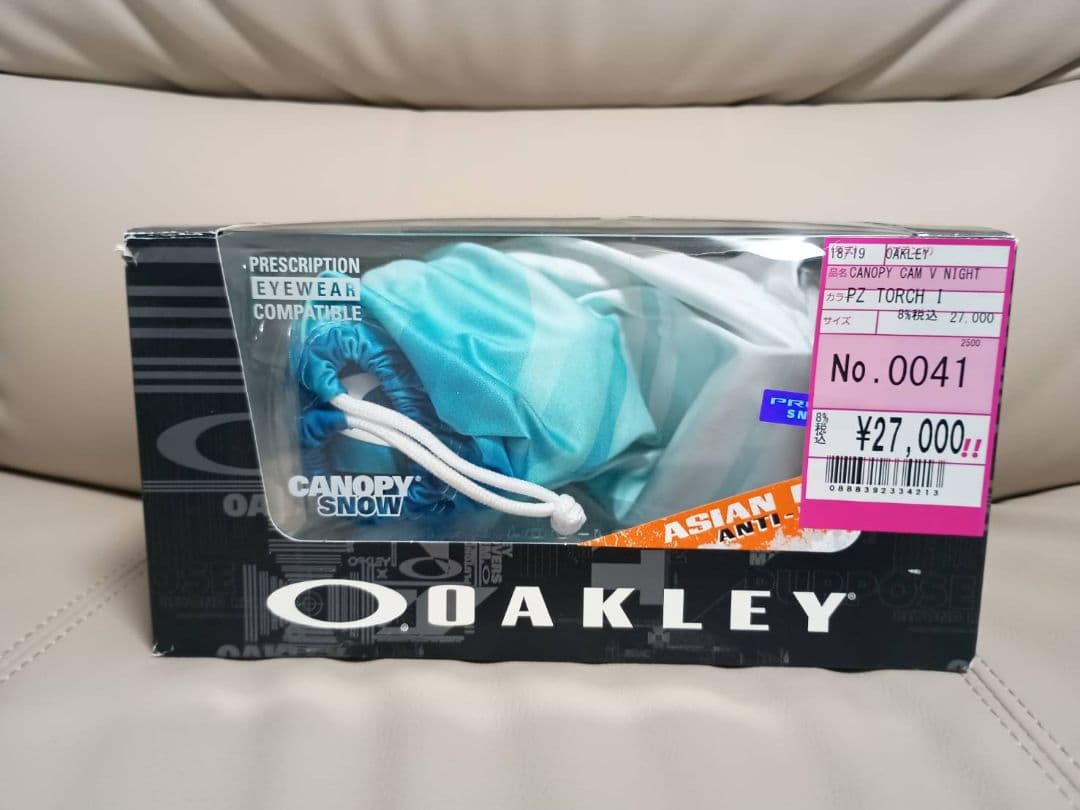 PRESCRIPTION
EYEWEAR
COMPATIBLE
CANOPY®
SNOW
ASIAN
ANTI-
OAKLEY®
18/19 OAKLEY
品名 CANOPY CAM V NIGHT
カラー PZ TORCH I
サイズ 8%税込 27,000
2500
No.0041
8%税込 ¥27,000!!
0888392334213
PURPOSE